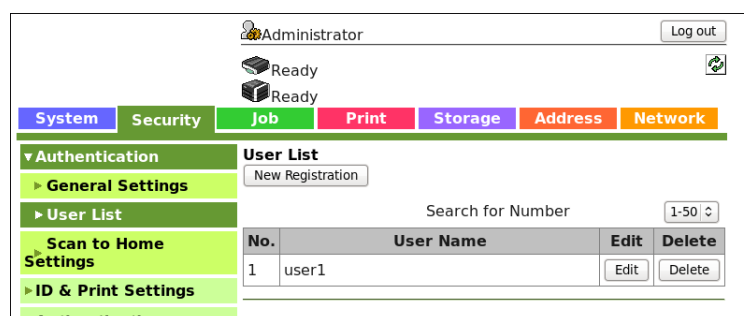 Administrator Log out
Ready
Ready
System Security Job Print Storage Address Network
Authentication
General Settings
User List
Scan to Home
Settings
ID & Print Settings
User List
New Registration
Search for Number 1-50
No. User Name Edit Delete
1 user1 Edit Delete